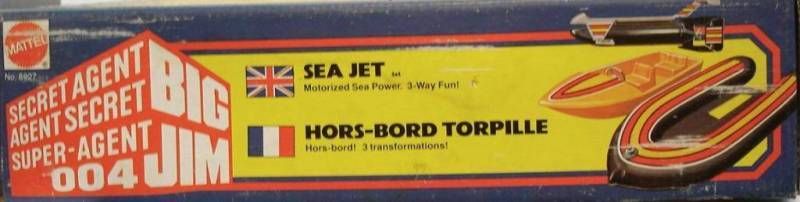 MATTEL
No. 8927
SECRET AGENT
AGENT SECRET
SUPER-AGENT
004
BIG
JIM
SEA JET Set
Motorized Sea Power. 3-Way Fun!
HORS-BORD TORPILLE
Hors-bord! 3 transformations!